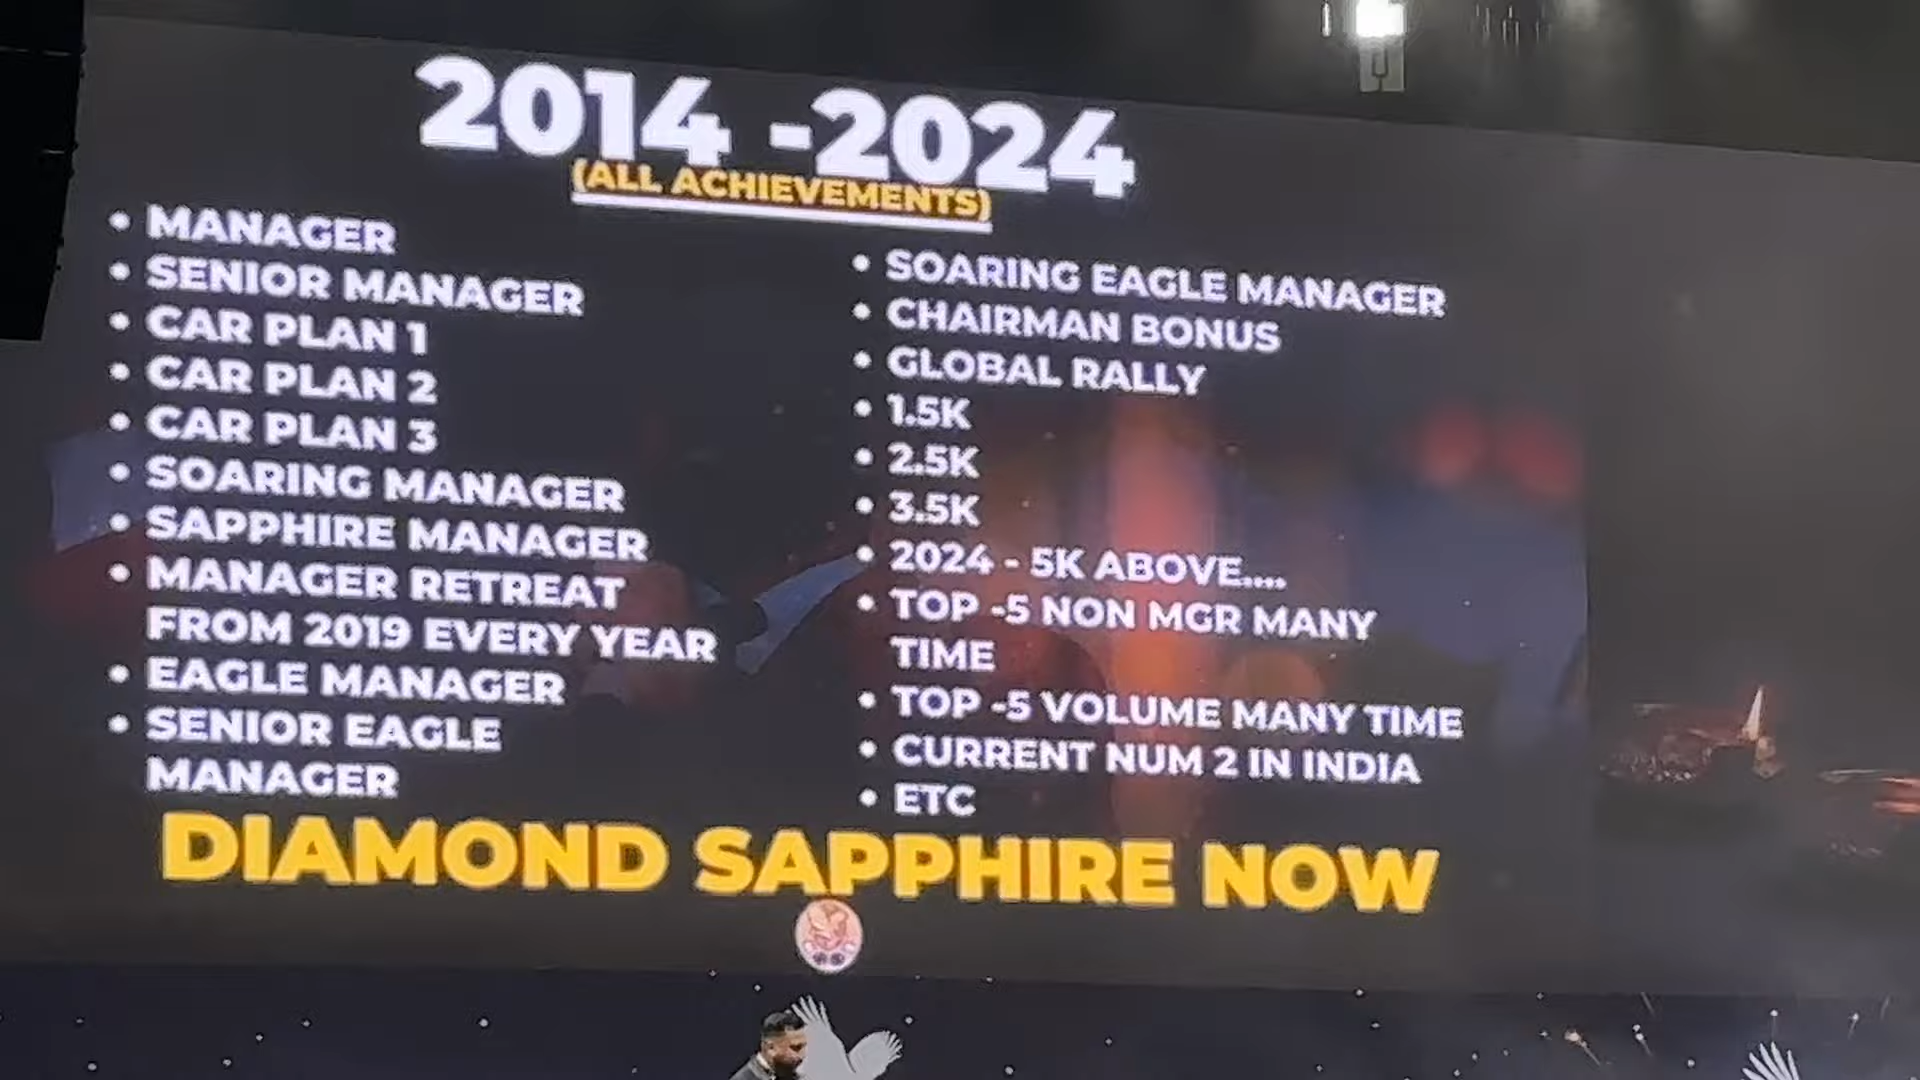 2014 -2024
(ALL ACHIEVEMENTS)
• MANAGER
• SENIOR MANAGER
• CAR PLAN 1
• CAR PLAN 2
• CAR PLAN 3
• SOARING MANAGER
• SAPPHIRE MANAGER
• MANAGER RETREAT
FROM 2019 EVERY YEAR
• EAGLE MANAGER
• SENIOR EAGLE
MANAGER
• SOARING EAGLE MANAGER
• CHAIRMAN BONUS
• GLOBAL RALLY
• 1.5K
• 2.5K
• 3.5K
• 2024 - 5K ABOVE....
• TOP -5 NON MGR MANY
TIME
• TOP -5 VOLUME MANY TIME
• CURRENT NUM 2 IN INDIA
• ETC
DIAMOND SAPPHIRE NOW